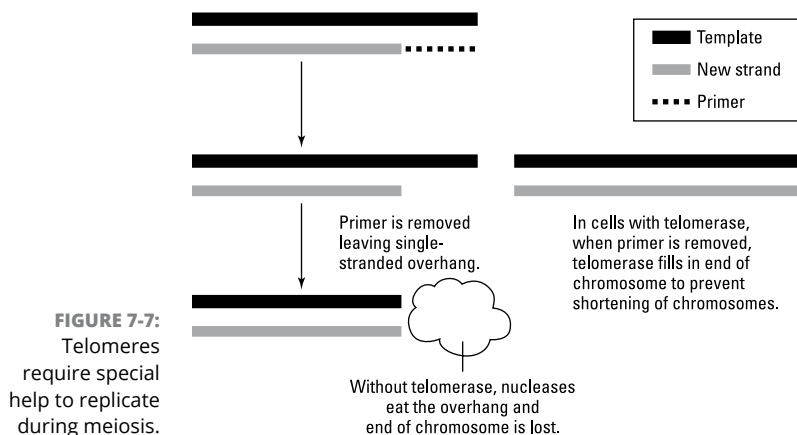 Template
New strand
Primer
Primer is removed
leaving single-
stranded overhang.
In cells with telomerase,
when primer is removed,
telomerase fills in end of
chromosome to prevent
shortening of chromosomes.
FIGURE 7-7:
Telomeres
require special
help to replicate
during meiosis.
Without telomerase, nucleases
eat the overhang and
end of chromosome is lost.